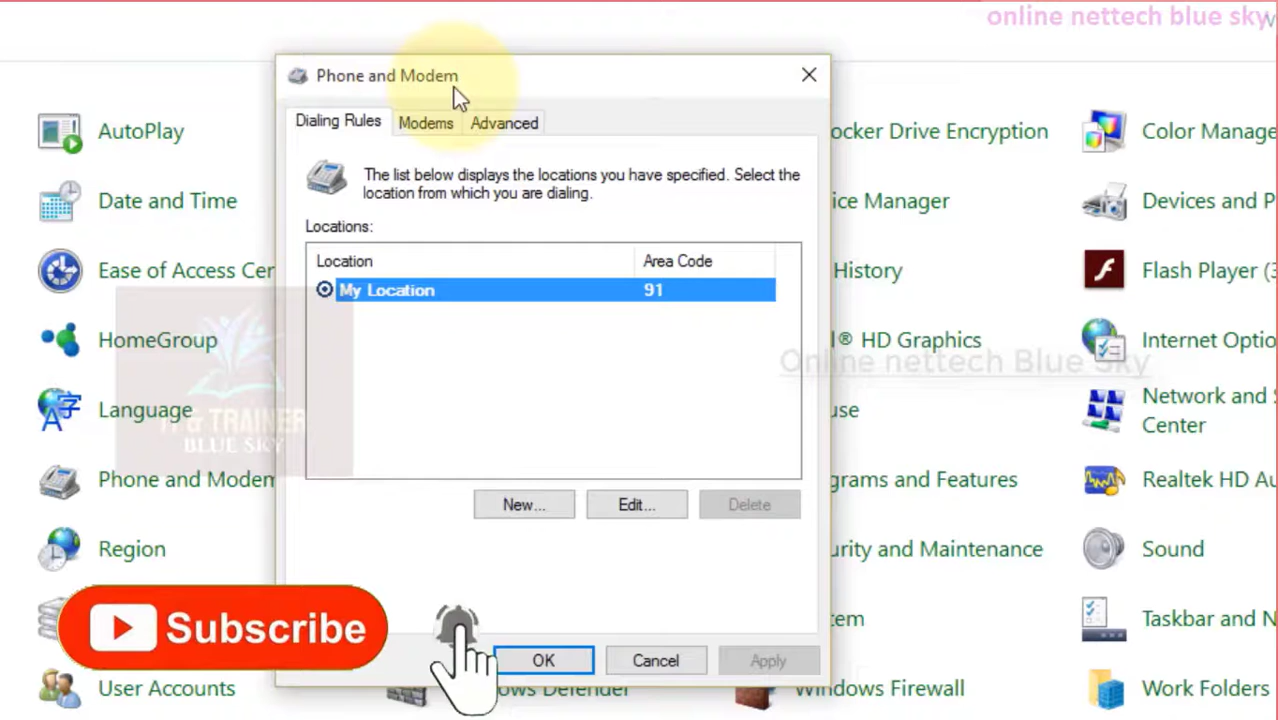 online nettech blue sky
Phone and Modem
Dialing Rules
Modems
Advanced
The list below displays the locations you have specified. Select the
location from which you are dialing.
Locations:
Location
Area Code
My Location
91
New...
Edit...
Delete
OK
Cancel
Apply
AutoPlay
Date and Time
Ease of Access Cer
HomeGroup
Language
Phone and Modem
Region
User Accounts
ocker Drive Encryption
ice Manager
History
l® HD Graphics
Online nettech Blue Sky
use
grams and Features
urity and Maintenance
em
ows Defender
Windows Firewall
Color Manage
Devices and P
Flash Player (3
Internet Optio
Network and S
Center
Realtek HD Au
Sound
Taskbar and N
Work Folders
& TRAINER
BLUE SKY
Subscribe